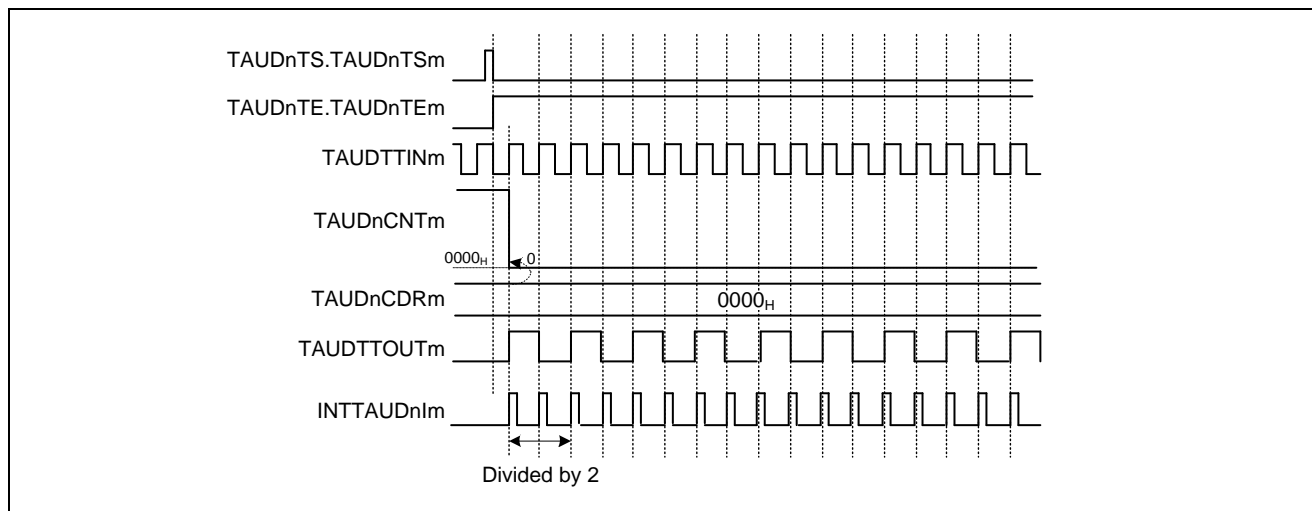 TAUDnTS.TAUDnTSm
TAUDnTE.TAUDnTEm
TAUDTTINm
TAUDnCNTm
0000H
0
TAUDnCDRm
0000H
TAUDTTOUTm
INTTAUDnIm
Divided by 2